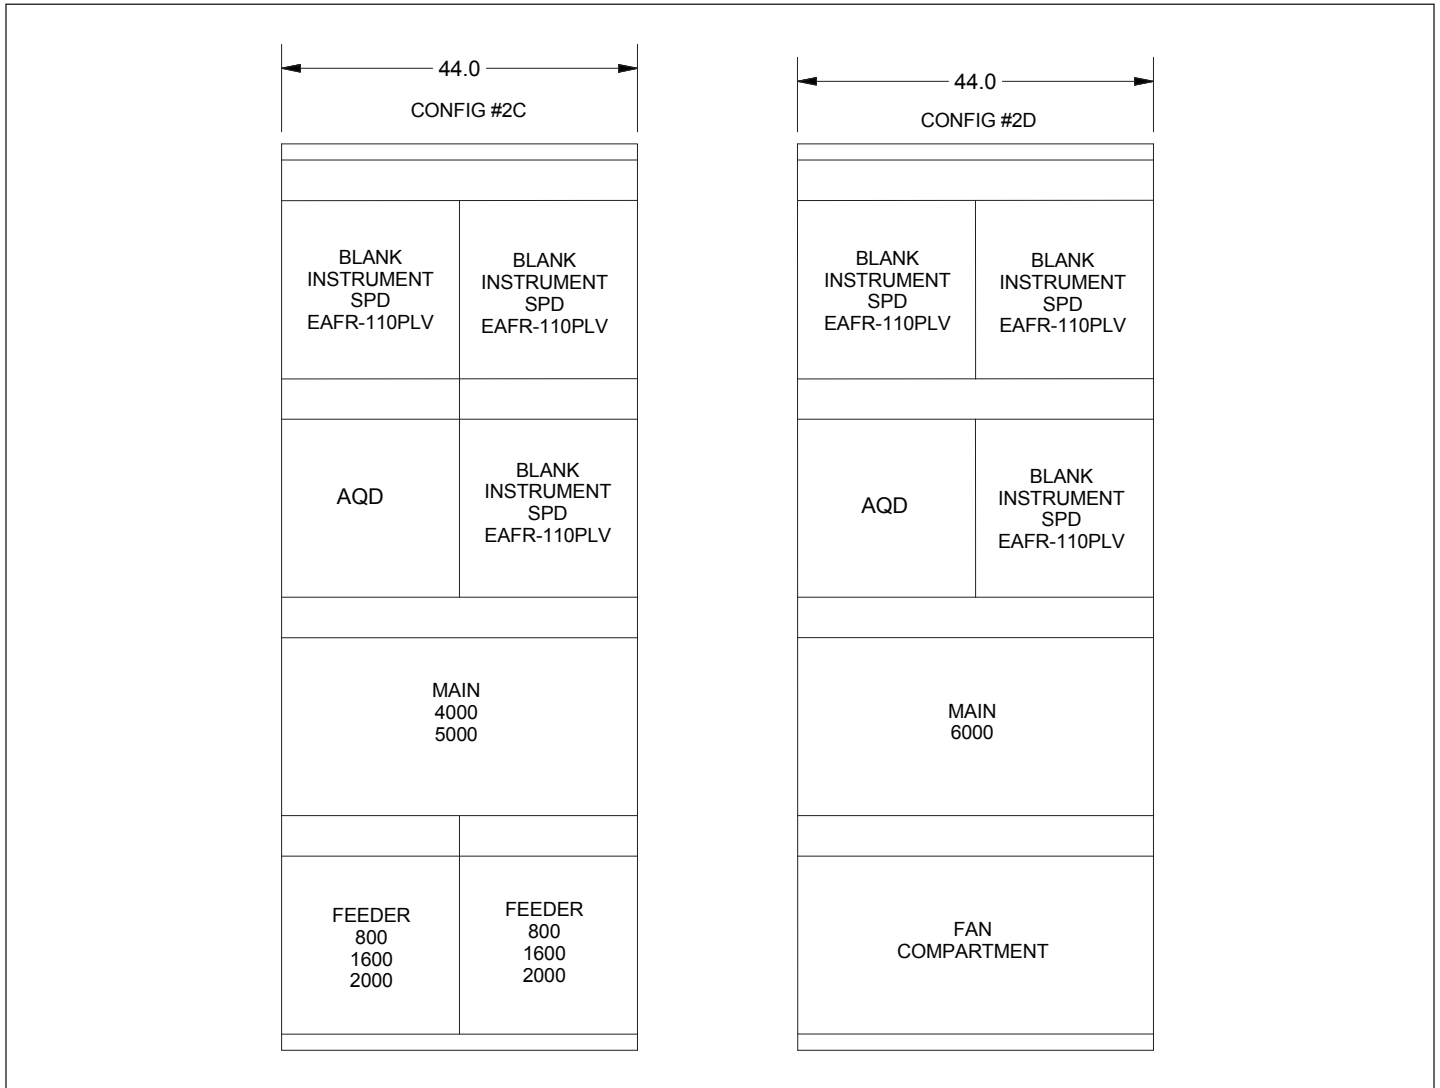 44.0
CONFIG #2C
BLANK
INSTRUMENT
SPD
EAFR-110PLV
BLANK
INSTRUMENT
SPD
EAFR-110PLV
AQD
BLANK
INSTRUMENT
SPD
EAFR-110PLV
MAIN
4000
5000
FEEDER
800
1600
2000
FEEDER
800
1600
2000
44.0
CONFIG #2D
BLANK
INSTRUMENT
SPD
EAFR-110PLV
BLANK
INSTRUMENT
SPD
EAFR-110PLV
AQD
BLANK
INSTRUMENT
SPD
EAFR-110PLV
MAIN
6000
FAN
COMPARTMENT